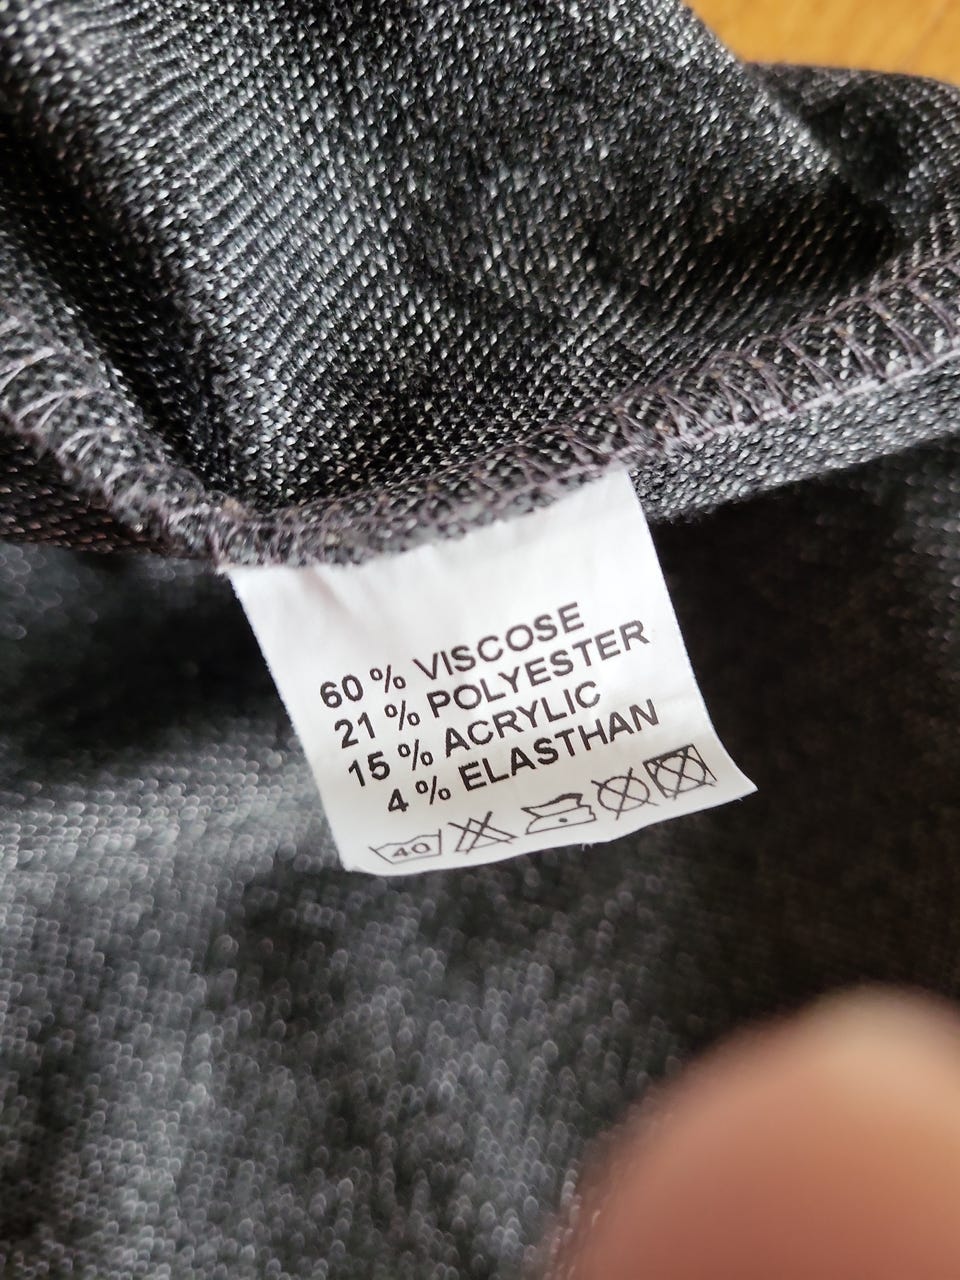 60 % VISCOSE
21 % POLYESTER
15 % ACRYLIC
4 % ELASTHAN
40